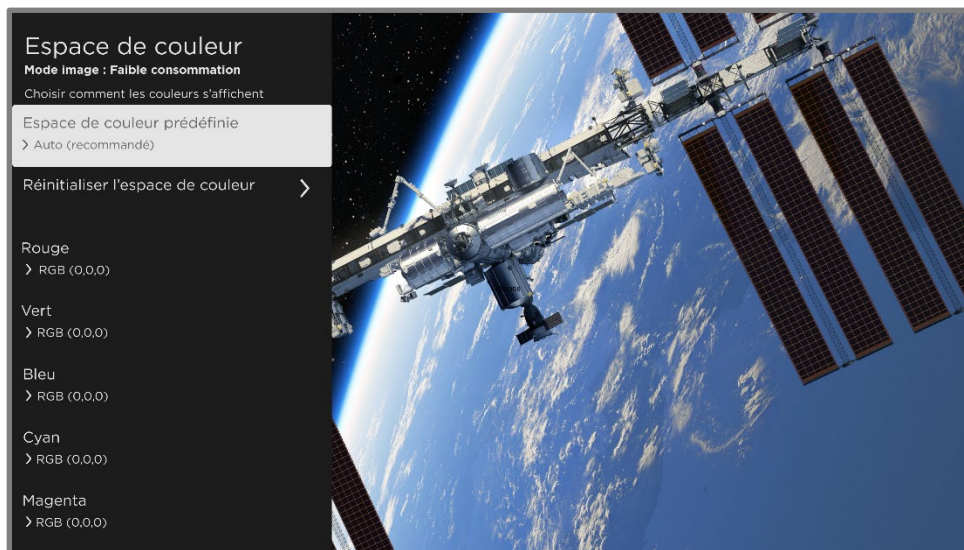 Espace de couleur
Mode image : Faible consommation
Choisir comment les couleurs s'affichent
Espace de couleur prédéfinie
Auto (recommandé)
Réinitialiser l'espace de couleur
Rouge
RGB (0,0,0)
Vert
RGB (0,0,0)
Bleu
RGB (0,0,0)
Cyan
RGB (0,0,0)
Magenta
RGB (0,0,0)